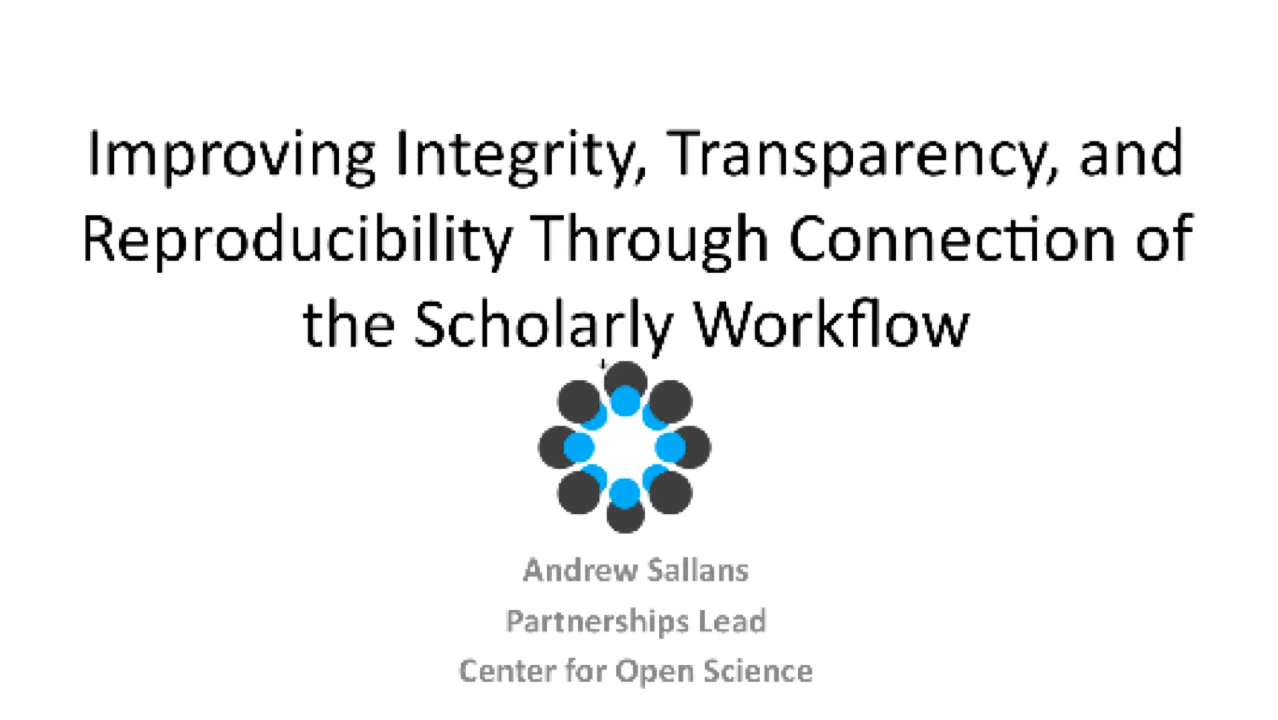 Improving Integrity, Transparency, and
Reproducibility Through Connection of
the Scholarly Workflow
Andrew Sallans
Partnerships Lead
Center for Open Science